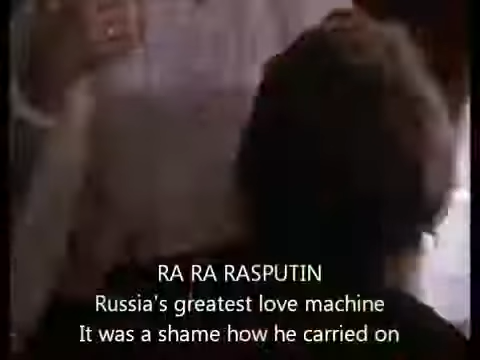 RA RA RASPUTIN
Russia's greatest love machine
It was a shame how he carried on